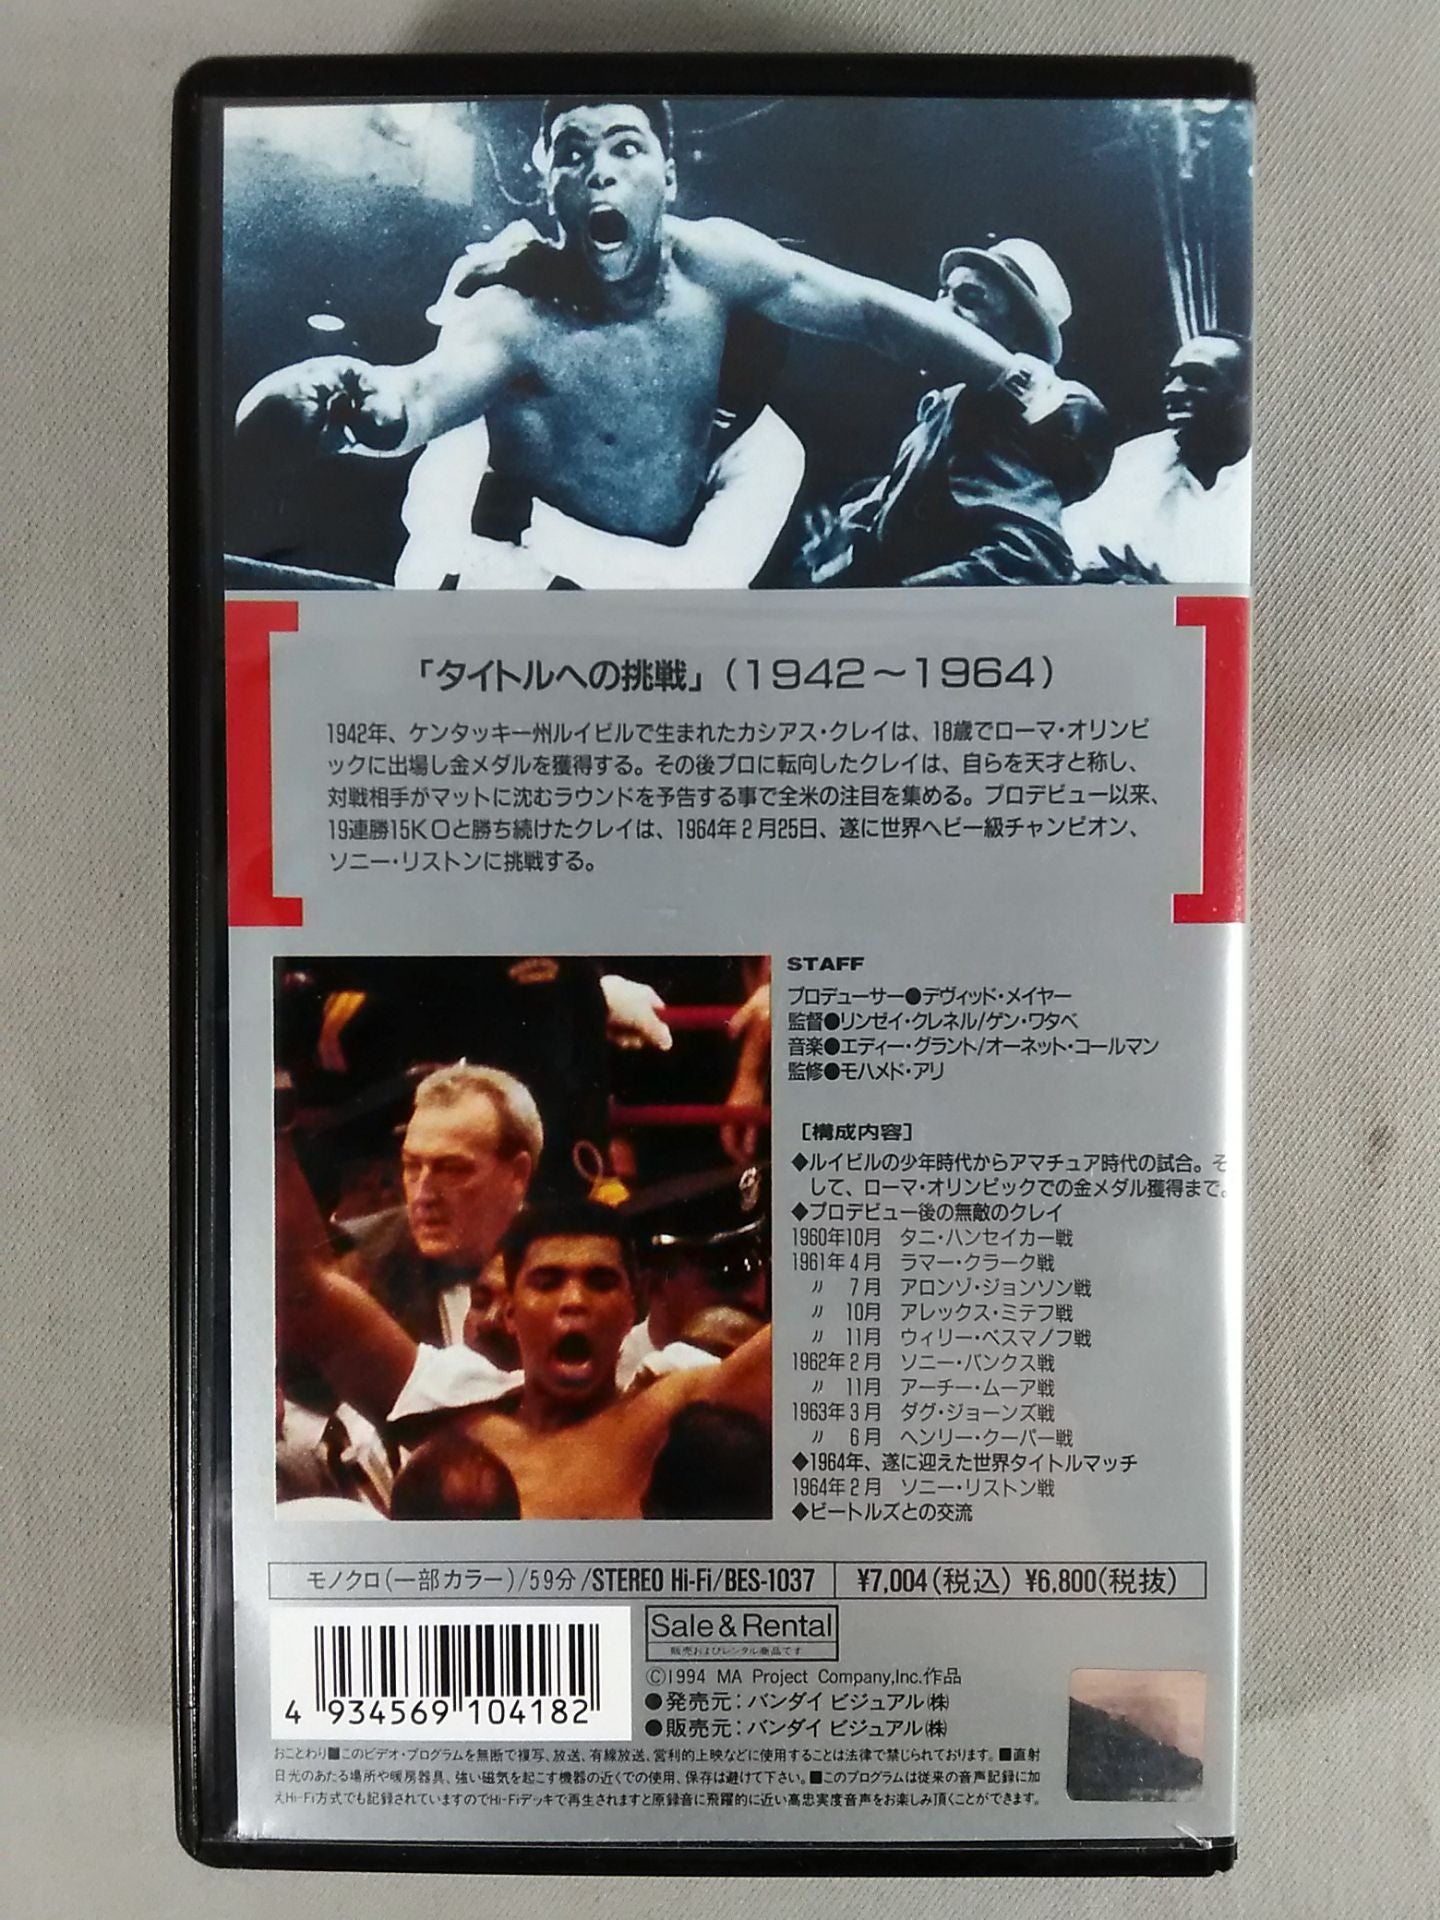 「タイトルへの挑戦」(1942〜1964)
1942年、ケンタッキー州ルイビルで生まれたカシアス・クレイは、18歳でローマ・オリンピ
ックに出場し金メダルを獲得する。その後プロに転向したクレイは、自らを天才と称し、
対戦相手がマットに沈むラウンドを予告する事で全米の注目を集める。プロデビュー以来、
19連勝15KOと勝ち続けたクレイは、1964年2月25日、遂に世界ヘビー級チャンピオン、
ソニー・リストンに挑戦する。
STAFF
プロデューサー●デヴィッド・メイヤー
監督●リンゼイ・クレネル/ゲン・ワタベ
音楽●エディー・グラント/オーネット・コールマン
監修●モハメド・アリ
[構成内容]
◆ルイビルの少年時代からアマチュア時代の試合。そ
して、ローマ・オリンピックでの金メダル獲得まで。
◆プロデビュー後の無敵のクレイ
1960年10月 タニ・ハンセイカー戦
1961年4月 ラマー・クラーク戦
〃 7月 アロンゾ・ジョンソン戦
〃 10月 アレックス・ミテフ戦
〃 11月 ウィリー・ベスマノフ戦
1962年2月 ソニー・バンクス戦
〃 11月 アーチー・ムーア戦
1963年3月 ダグ・ジョーンズ戦
〃 6月 ヘンリー・クーパー戦
◆1964年、遂に迎えた世界タイトルマッチ
1964年2月 ソニー・リストン戦
◆ビートルズとの交流
モノクロ(一部カラー)/59分/STEREO Hi-Fi/BES-1037 ¥7,004(税込) ¥6,800(税抜)
Sale&Rental
販売およびレンタル商品です
©1994 MA Project Company,Inc.作品
●発売元:バンダイビジュアル㈱
●販売元:バンダイビジュアル㈱
4 934569 104182
おことわり■このビデオ・プログラムを無断で複写、放送、有線放送、営利的上映などに使用することは法律で禁じられております。■直射
日光のあたる場所や暖房器具、強い磁気を起こす機器の近くでの使用、保存は避けて下さい。■このプログラムは従来の音声記録に加
えHi-Fi方式でも記録されていますのでHi-Fiデッキで再生されますと原録音に飛躍的に近い高忠実度音声をお楽しみ頂くことができます。